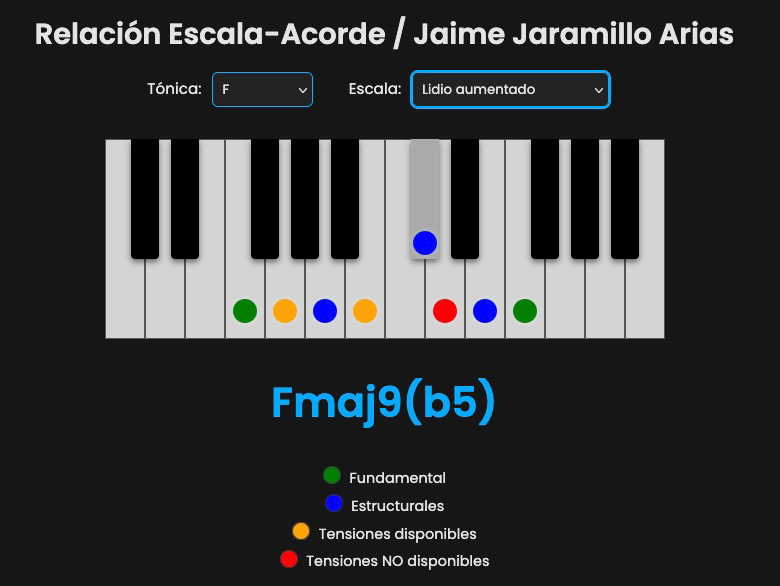 Relación Escala-Acorde / Jaime Jaramillo Arias
Tónica: F Escala: Lidio aumentado
Fmaj9(b5)
Fundamental
Estructurales
Tensiones disponibles
Tensiones NO disponibles